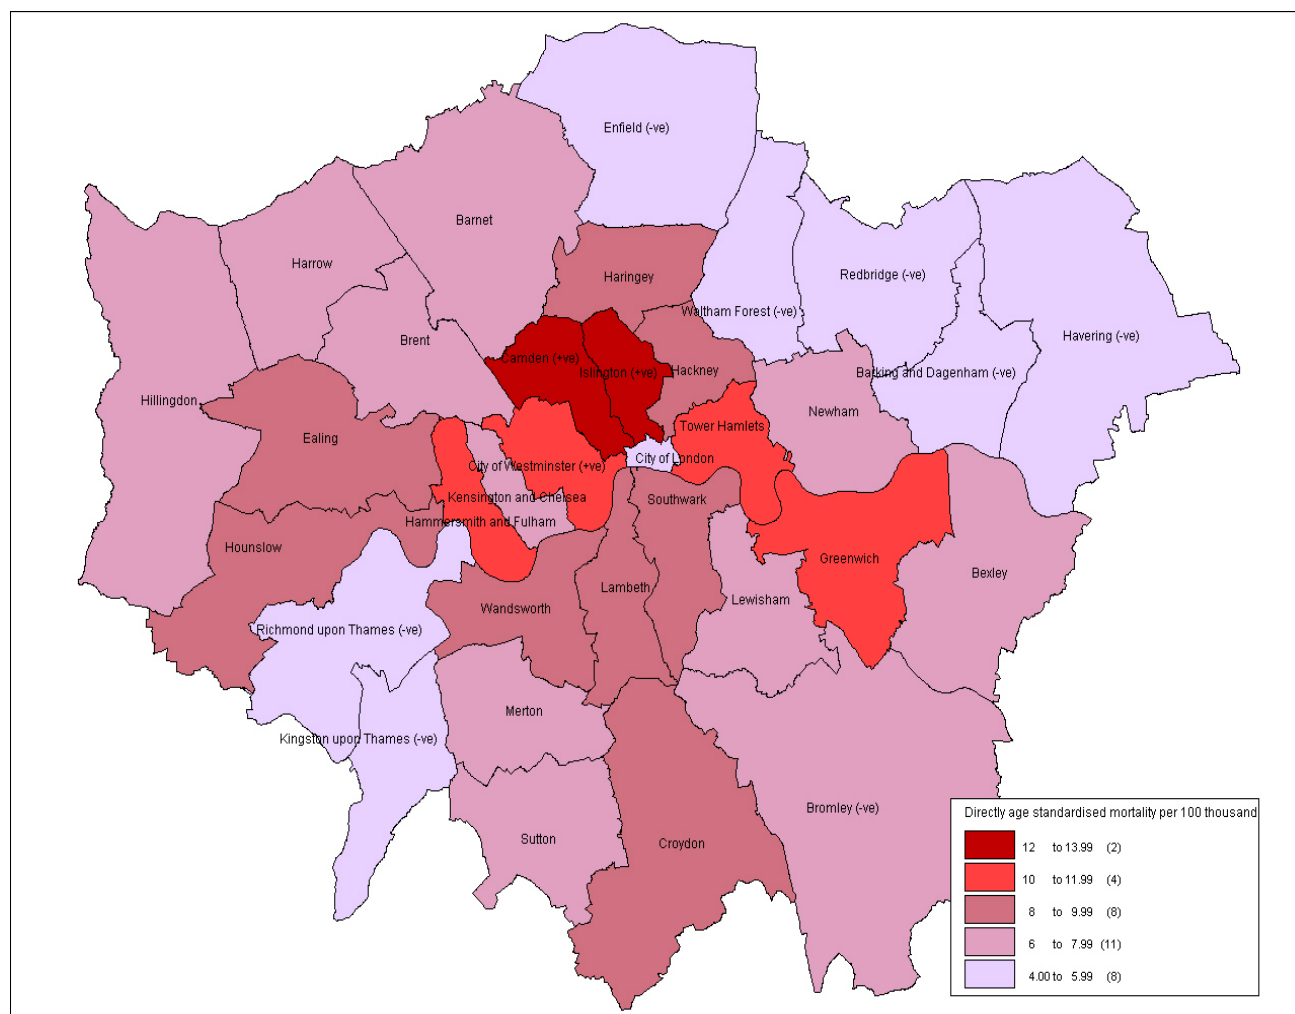 Enfield (-ve)
Barnet
Harrow
Haringey
Redbridge (-ve)
Waltham Forest (-ve)
Havering (-ve)
Brent
Camden (+ve)
Islington (+ve)
Hackney
Barking and Dagenham (-ve)
Hillingdon
Newham
Ealing
Tower Hamlets
City of London
City of Westminster (+ve)
Kensington and Chelsea
Southwark
Hammersmith and Fulham
Hounslow
Greenwich
Bexley
Lambeth
Lewisham
Wandsworth
Richmond upon Thames (-ve)
Merton
Kingston upon Thames (-ve)
Bromley (-ve)
Sutton
Croydon
Directly age standardised mortality per 100 thousand
12 to 13.99 (2)
10 to 11.99 (4)
8 to 9.99 (8)
6 to 7.99 (11)
4.00 to 5.99 (8)